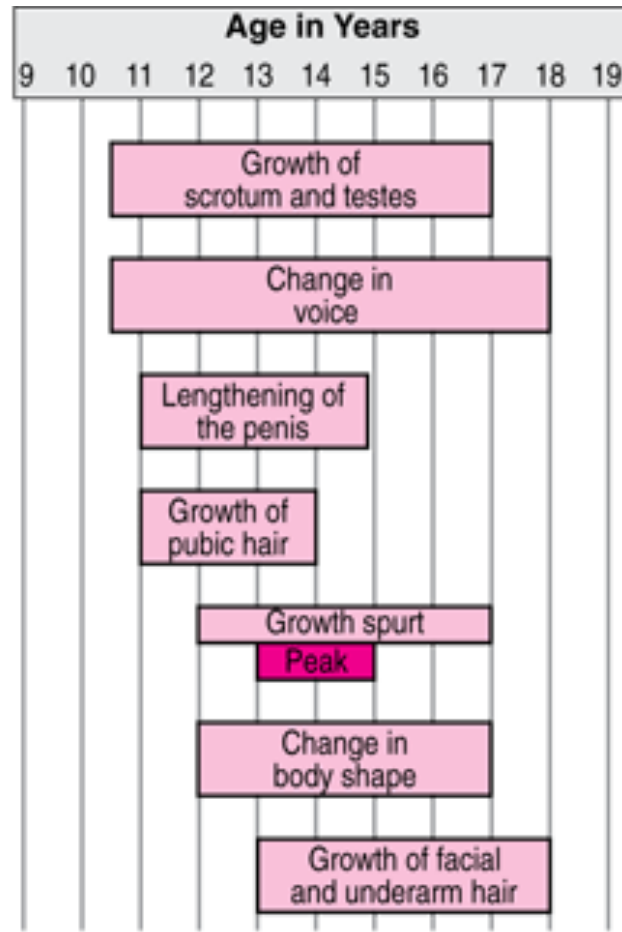 Age in Years
9 10 11 12 13 14 15 16 17 18 19
Growth of
scrotum and testes
Change in
voice
Lengthening of
the penis
Growth of
pubic hair
Growth spurt
Peak
Change in
body shape
Growth of facial
and underarm hair